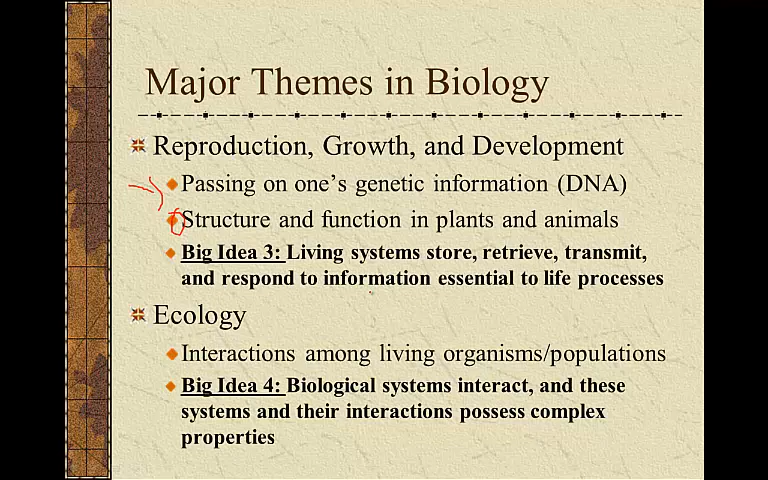 Major Themes in Biology
Reproduction, Growth, and Development
Passing on one's genetic information (DNA)
Structure and function in plants and animals
Big Idea 3: Living systems store, retrieve, transmit,
and respond to information essential to life processes
Ecology
Interactions among living organisms/populations
Big Idea 4: Biological systems interact, and these
systems and their interactions possess complex
properties